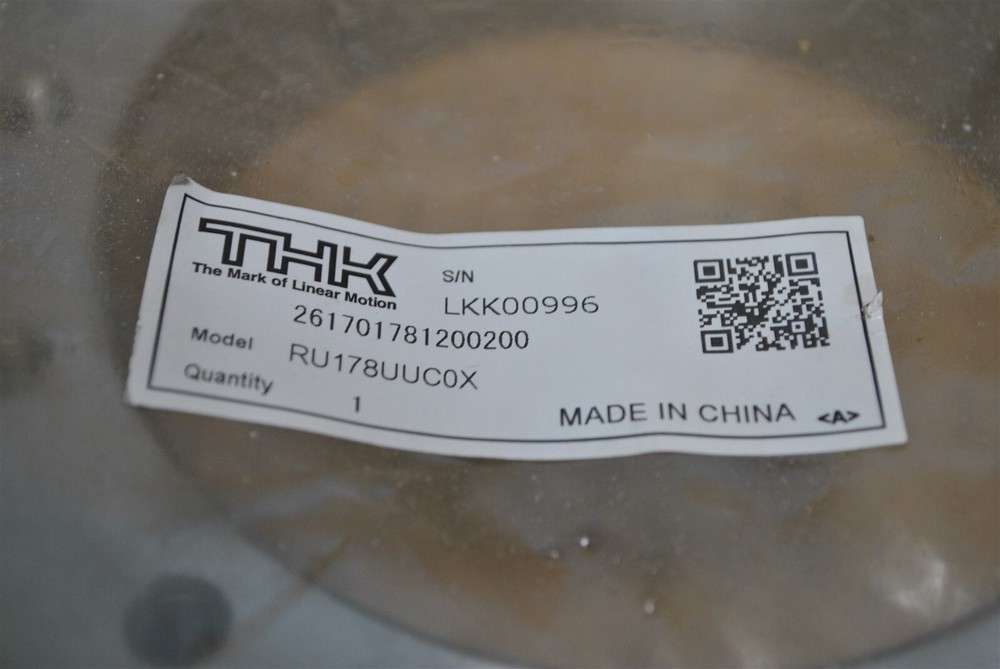 THK
The Mark of Linear Motion
S/N
LKK00996
261701781200200
Model RU178UUC0X
Quantity 1
MADE IN CHINA <A>